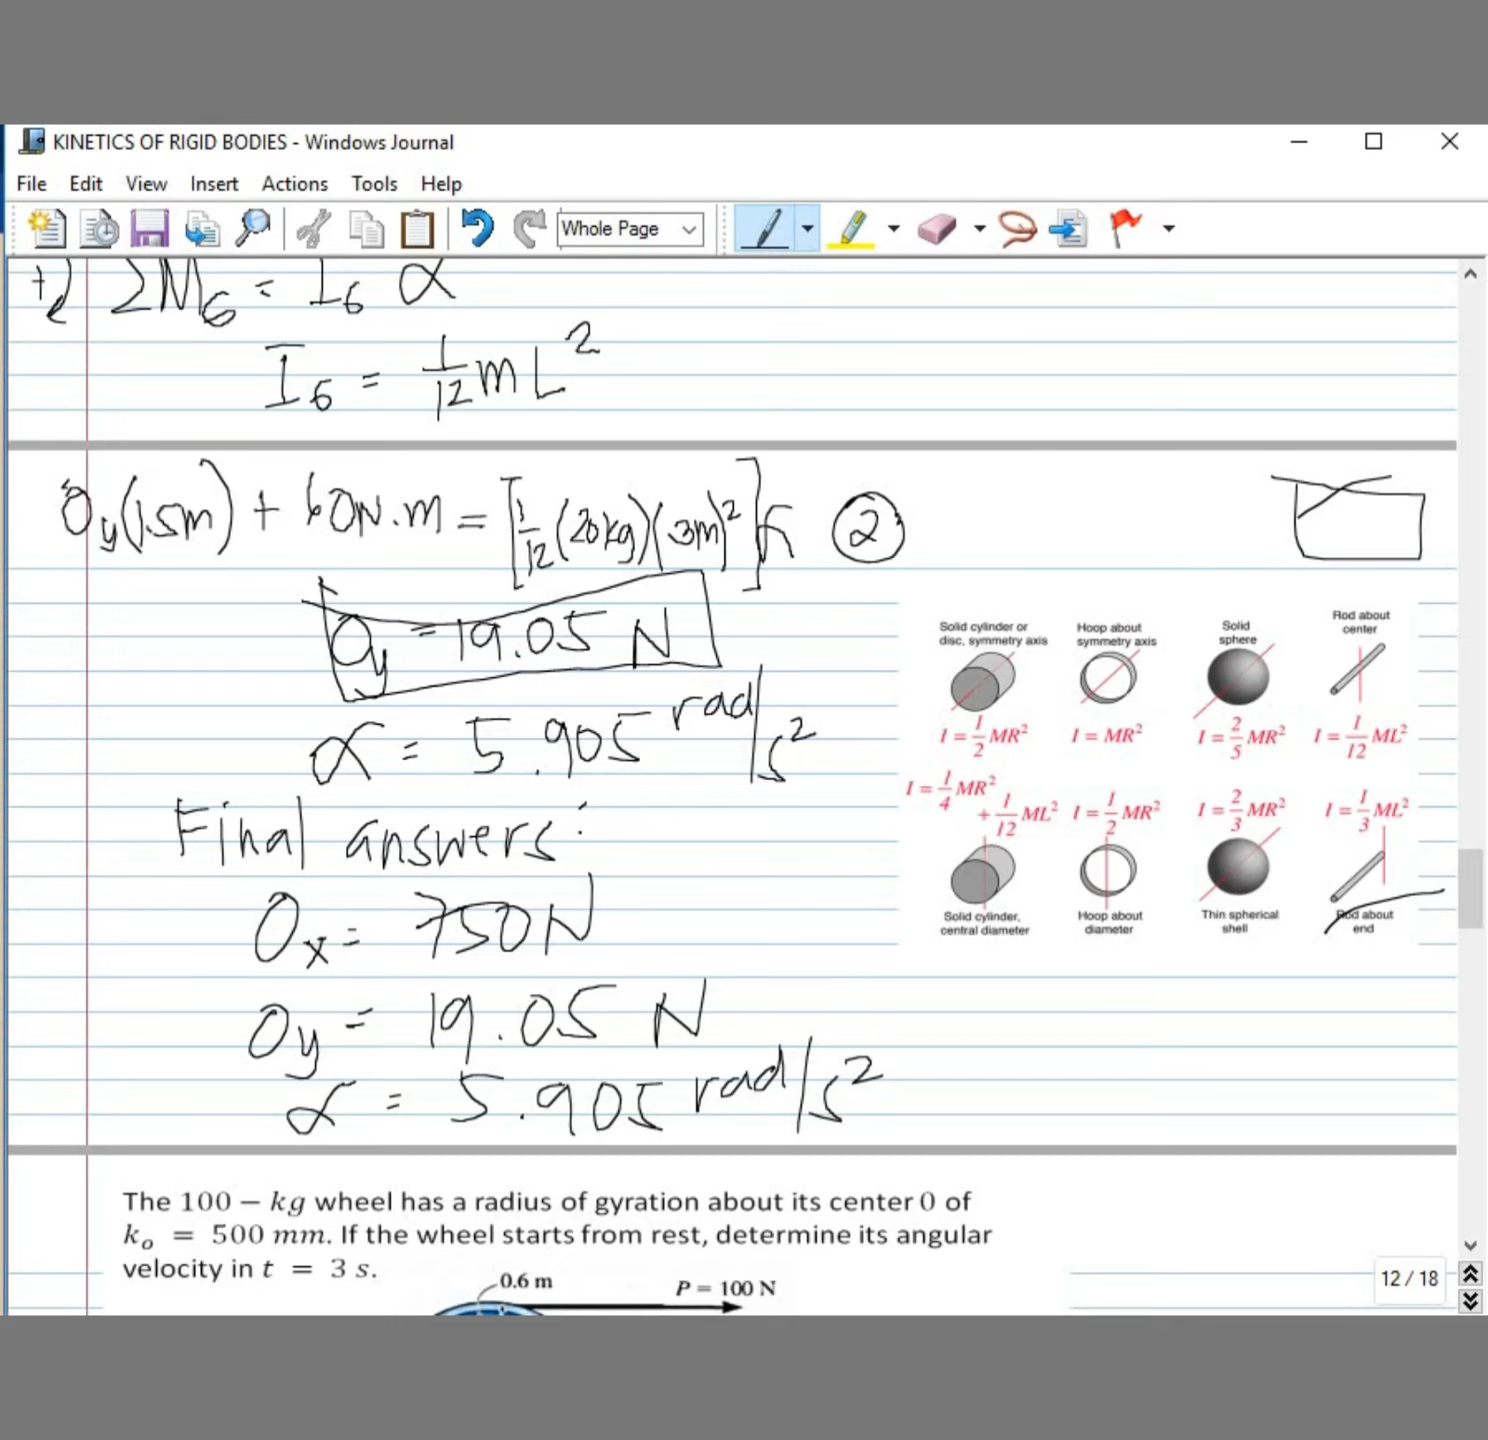 KINETICS OF RIGID BODIES - Windows Journal
File Edit View Insert Actions Tools Help
Whole Page
+ ΣM_G = I_G α
I_G = 1/12 mL²
O_y(1.5m) + 60N.m = [1/12 (20kg)(3m)²]α ②
O_y = 19.05 N
α = 5.905 rad/s²
Final answers:
O_x = 750N
O_y = 19.05 N
α = 5.905 rad/s²
Solid cylinder or
disc, symmetry axis
I = 1/2 MR²
Hoop about
symmetry axis
I = MR²
Solid
sphere
I = 2/5 MR²
Rod about
center
I = 1/12 ML²
I = 1/4 MR²
+ 1/12 ML²
Solid cylinder,
central diameter
I = 1/2 MR²
Hoop about
diameter
I = 2/3 MR²
Thin spherical
shell
I = 1/3 ML²
Rod about
end
The 100 − kg wheel has a radius of gyration about its center 0 of
k_o = 500 mm. If the wheel starts from rest, determine its angular
velocity in t = 3 s.
0.6 m
P = 100 N
12 / 18